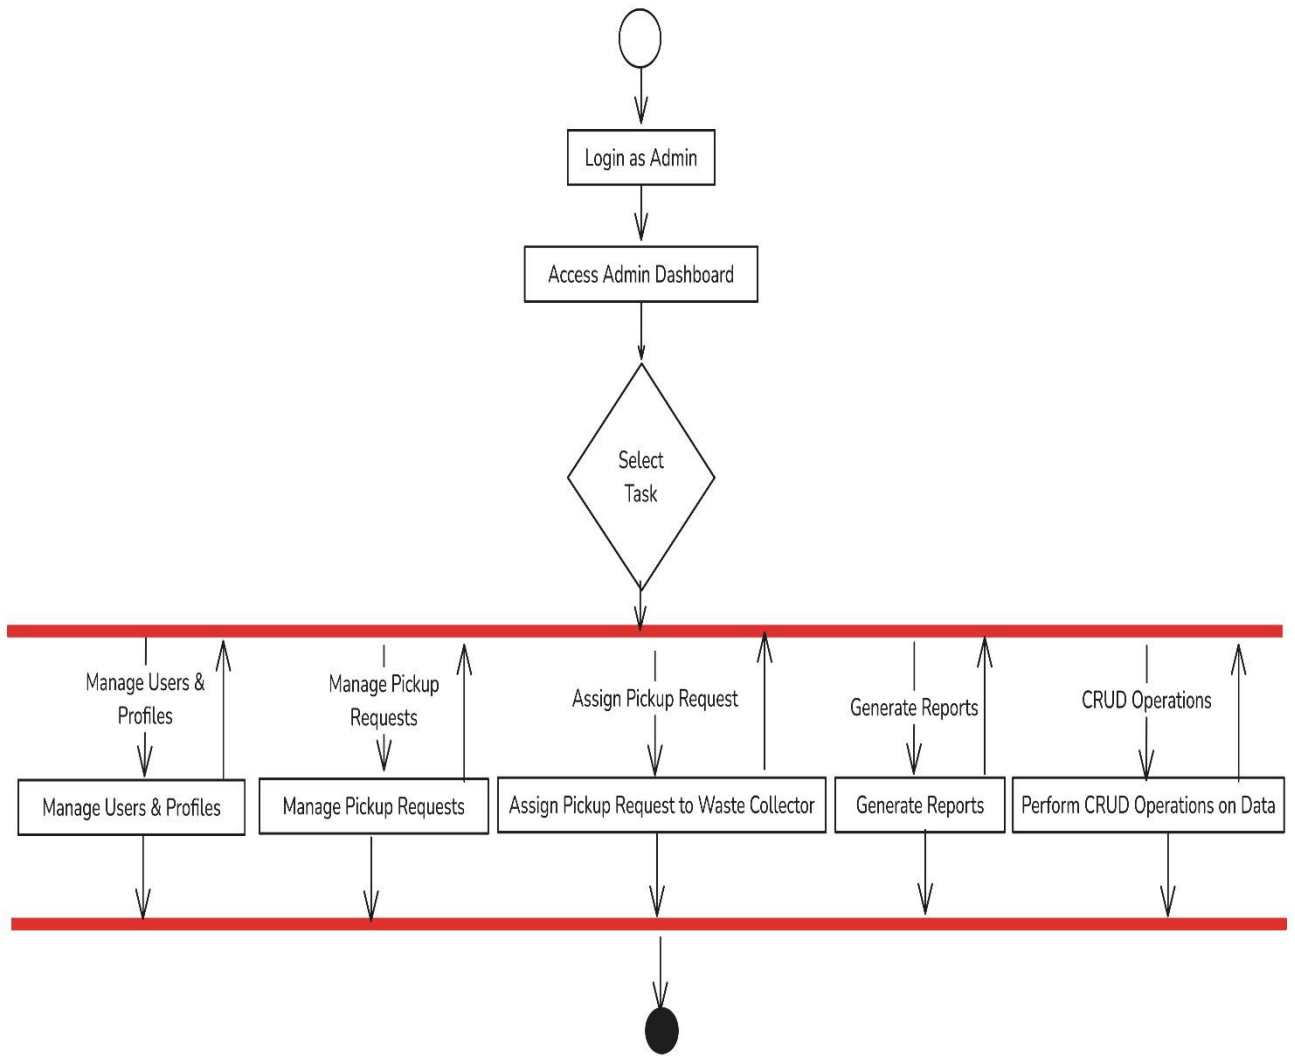 Login as Admin
Access Admin Dashboard
Select
Task
Manage Users &
Profiles
Manage Pickup
Requests
Assign Pickup Request
Generate Reports
CRUD Operations
Manage Users & Profiles
Manage Pickup Requests
Assign Pickup Request to Waste Collector
Generate Reports
Perform CRUD Operations on Data